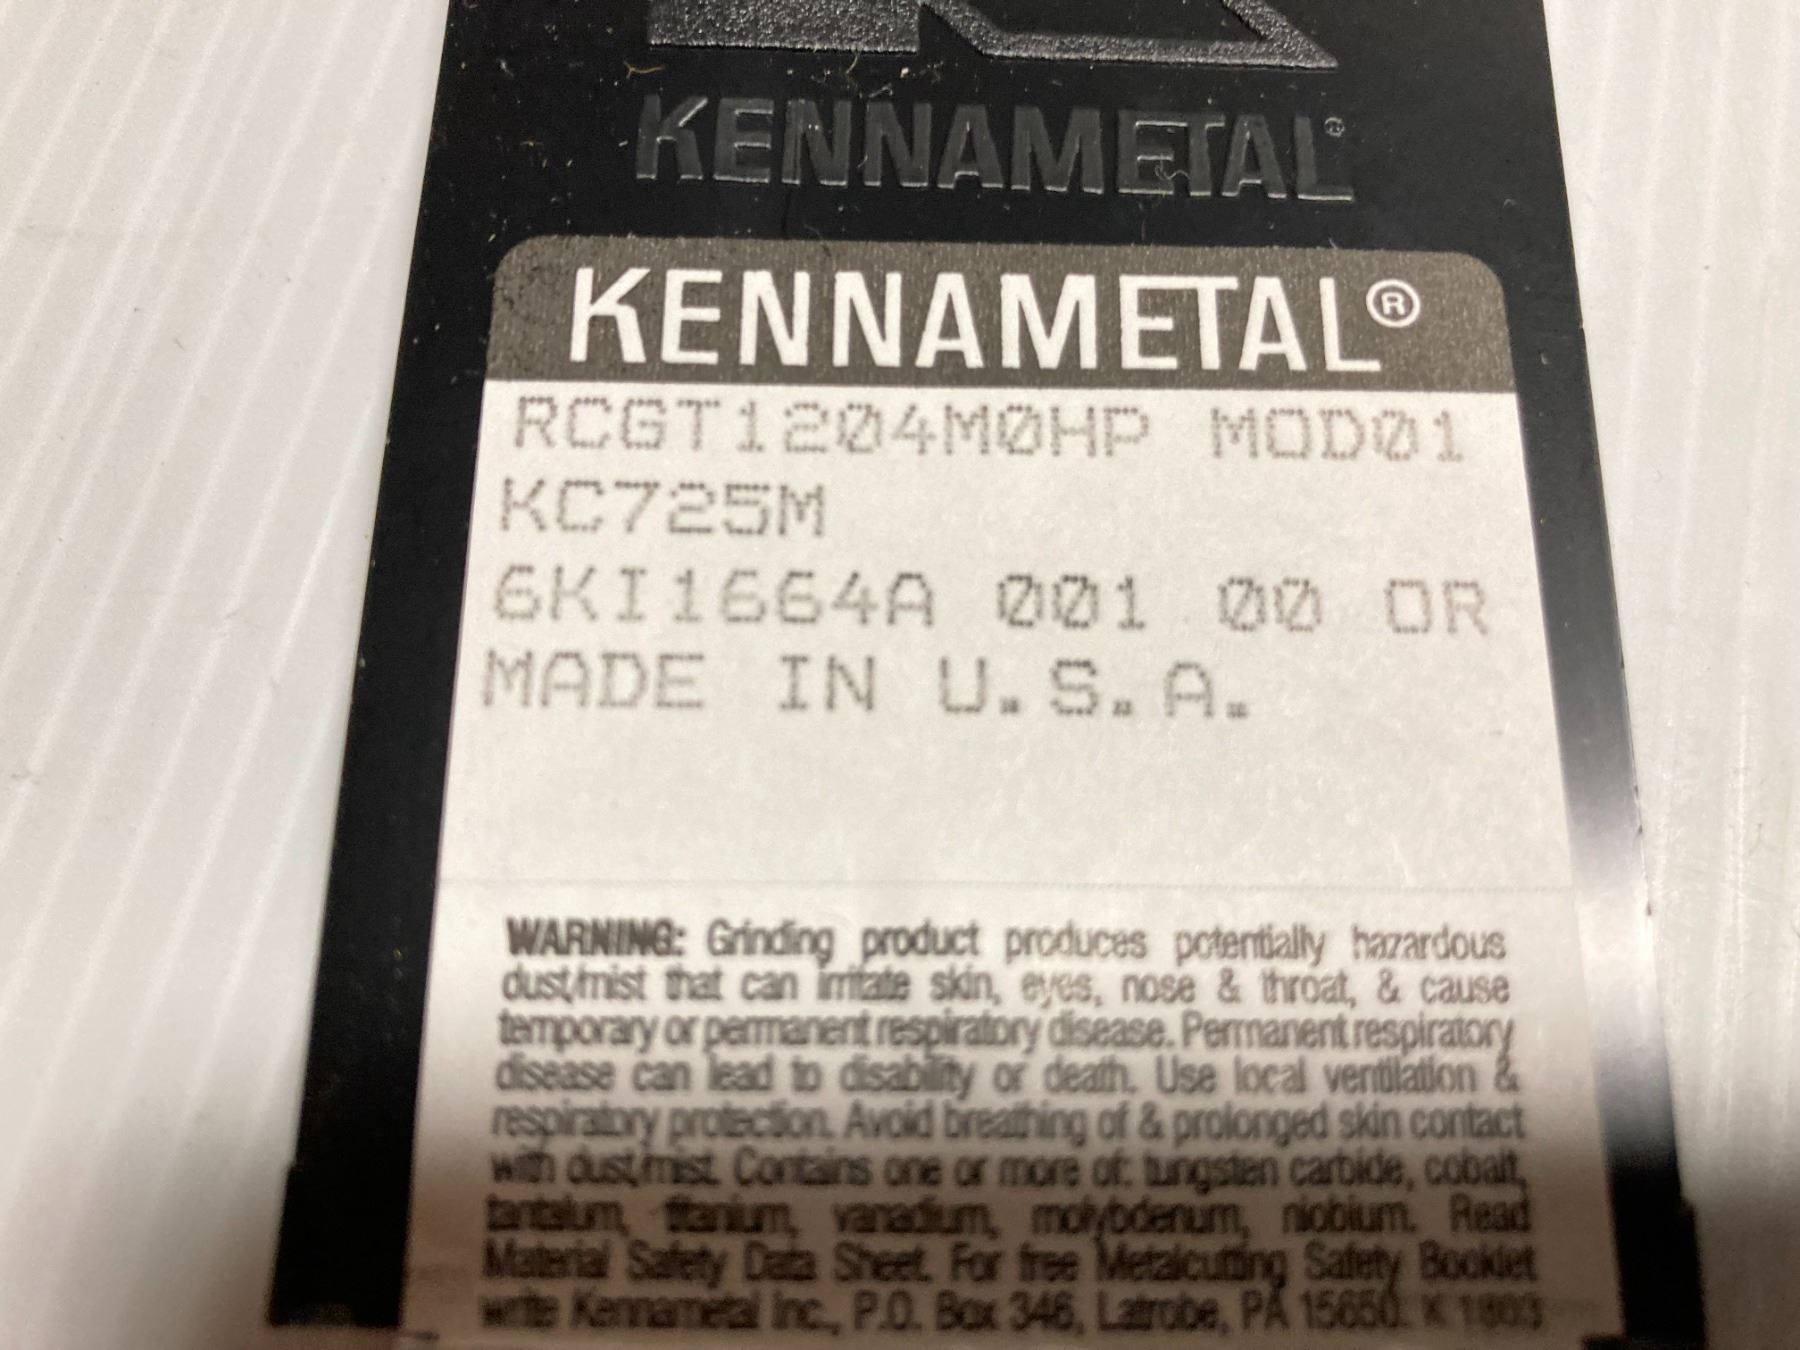 KENNAMETAL®
KENNAMETAL®
RCGT1204M0HP MOD01
KC725M
6KI1664A 001 00 OR
MADE IN U.S.A.
WARNING: Grinding product produces potentially hazardous
dust/mist that can irritate skin, eyes, nose & throat, & cause
temporary or permanent respiratory disease. Permanent respiratory
disease can lead to disability or death. Use local ventilation &
respiratory protection. Avoid breathing of & prolonged skin contact
with dust/mist. Contains one or more of: tungsten carbide, cobalt,
tantalum, titanium, vanadium, molybdenum, niobium. Read
Material Safety Data Sheet. For free Metalcutting Safety Booklet
write Kennametal Inc., P.O. Box 346, Latrobe, PA 15650. K 1803